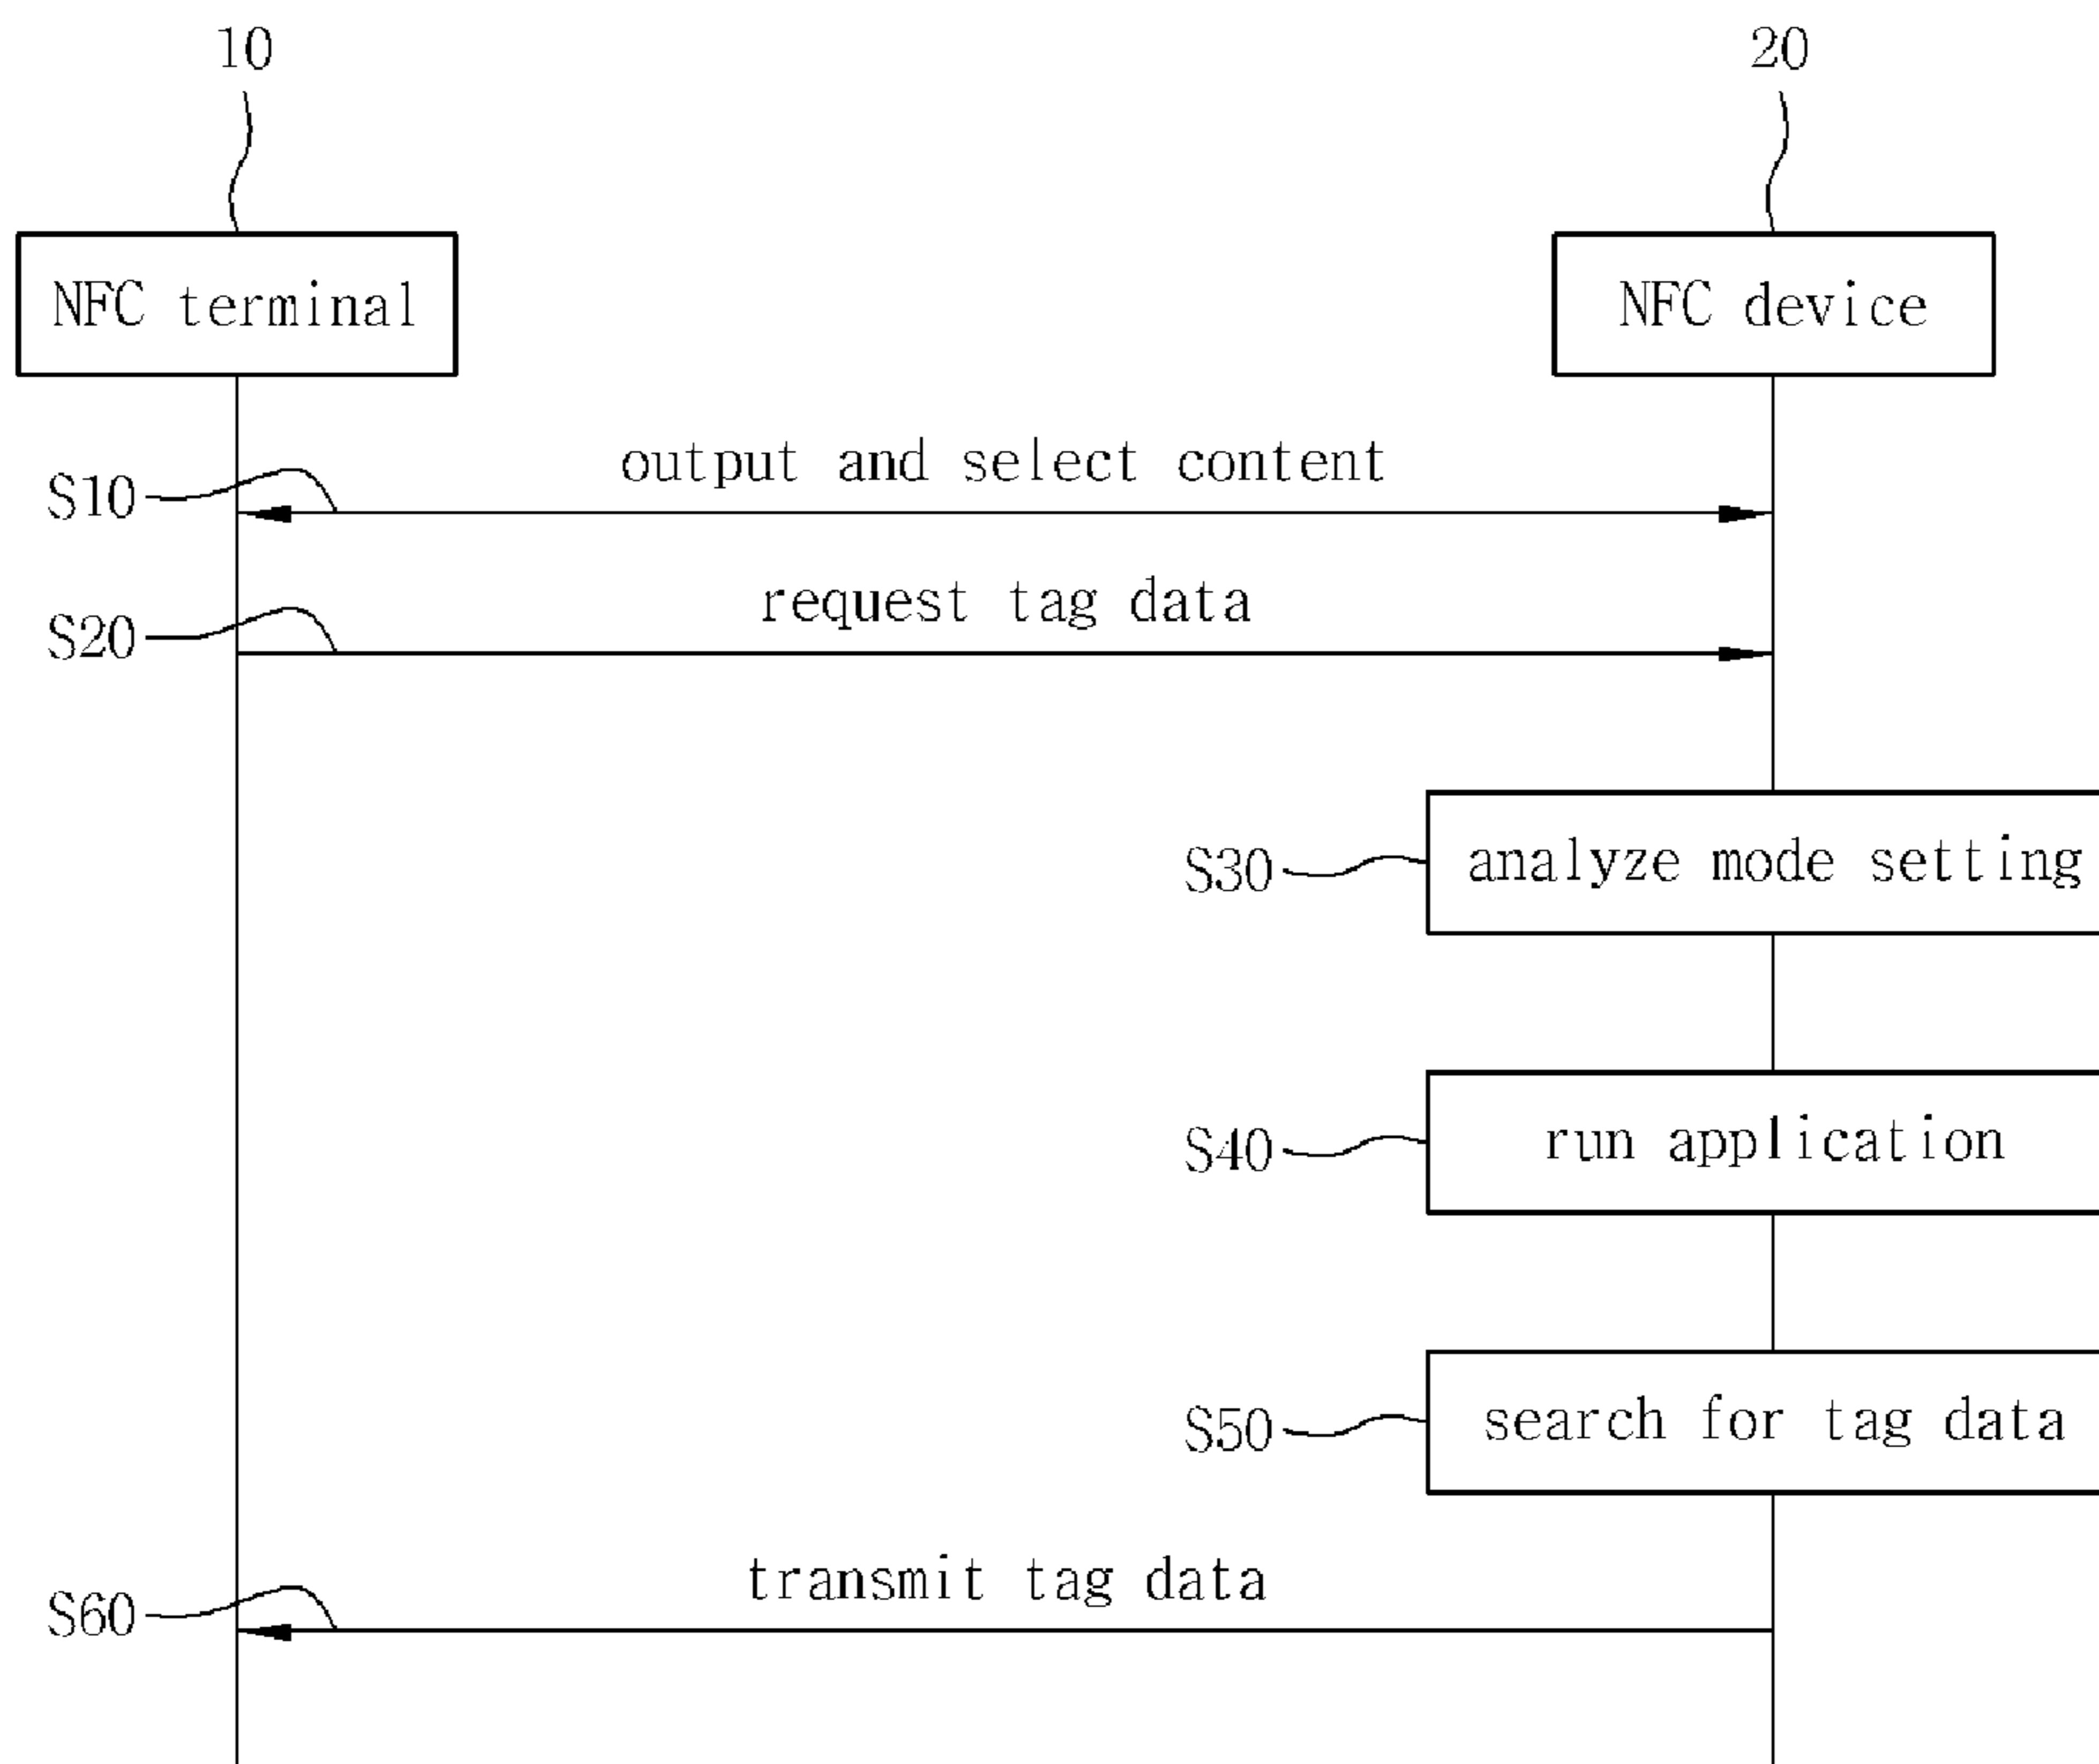 10
20
NFC terminal
NFC device
output and select content
S10
request tag data
S20
analyze mode setting
S30
run application
S40
search for tag data
S50
transmit tag data
S60